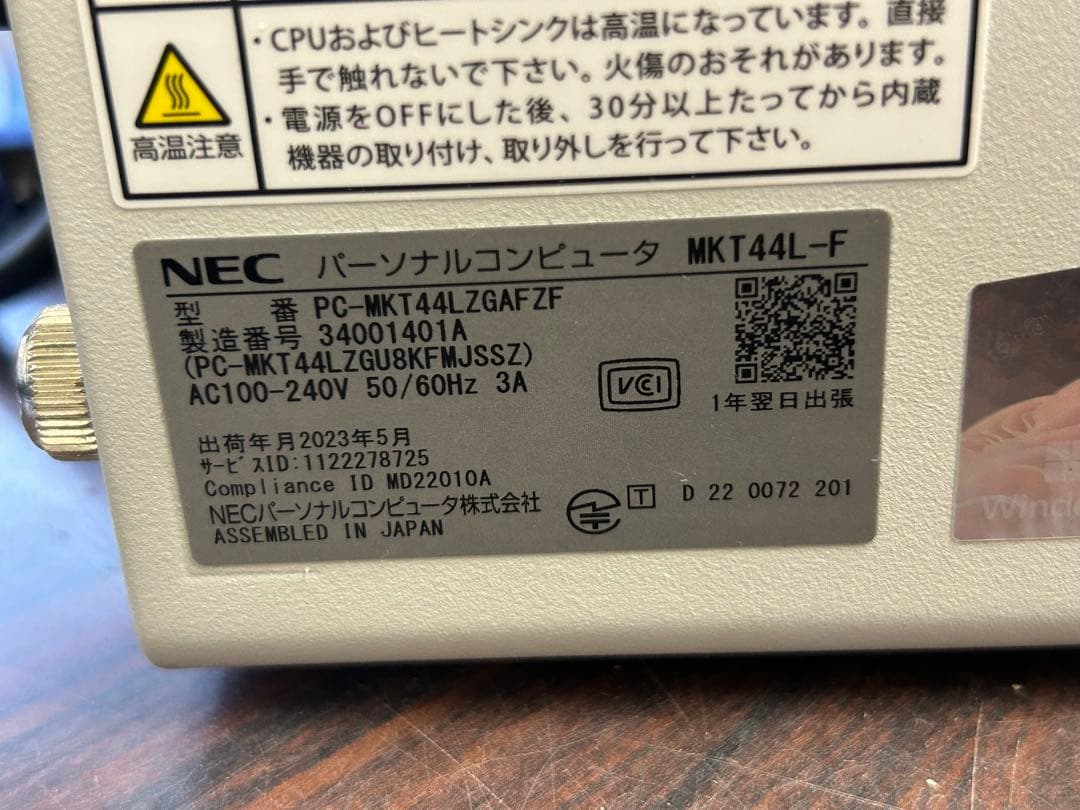 ・CPUおよびヒートシンクは高温になっています。直接
手で触れないで下さい。火傷のおそれがあります。
・電源をOFFにした後、30分以上たってから内蔵
機器の取り付け、取り外しを行って下さい。
高温注意
NEC パーソナルコンピュータ MKT44L-F
型 番 PC-MKT44LZGAFZF
製造番号 34001401A
(PC-MKT44LZGU8KFMJSSZ)
AC100-240V 50/60Hz 3A
VCCI
1年翌日出張
出荷年月2023年5月
サービスID:1122278725
Compliance ID MD22010A
NECパーソナルコンピュータ株式会社
ASSEMBLED IN JAPAN
T D 22 0072 201